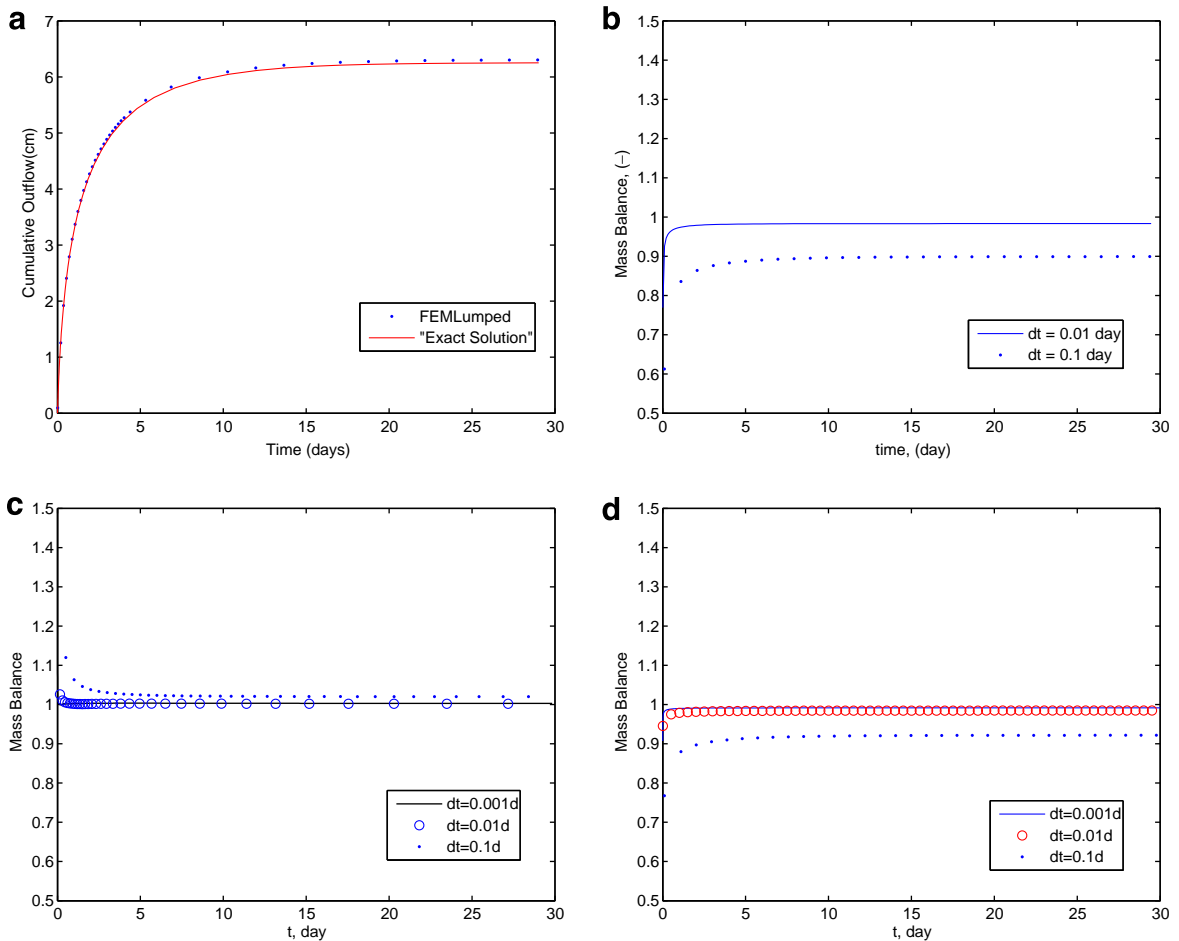 a
7
6
5
4
3
2
1
0
Cumulative Outflow(cm)
FEMLumped
"Exact Solution"
0 5 10 15 20 25 30
Time (days)
b
1.5
1.4
1.3
1.2
1.1
1
0.9
0.8
0.7
0.6
0.5
Mass Balance, (−)
dt = 0.01 day
dt = 0.1 day
0 5 10 15 20 25 30
time, (day)
c
1.5
1.4
1.3
1.2
1.1
1
0.9
0.8
0.7
0.6
0.5
Mass Balance
dt=0.001d
dt=0.01d
dt=0.1d
0 5 10 15 20 25 30
t, day
d
1.5
1.4
1.3
1.2
1.1
1
0.9
0.8
0.7
0.6
0.5
Mass Balance
dt=0.001d
dt=0.01d
dt=0.1d
0 5 10 15 20 25 30
t, day